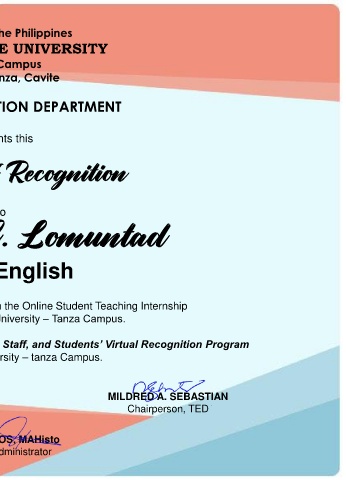 he Philippines
E UNIVERSITY
Campus
nza, Cavite
TION DEPARTMENT
nts this
f Recognition
o
. Lomuntad
English
n the Online Student Teaching Internship
niversity – Tanza Campus.
Staff, and Students' Virtual Recognition Program
rsity – tanza Campus.
MILDRED A. SEBASTIAN
Chairperson, TED
OS, MAHisto
dministrator